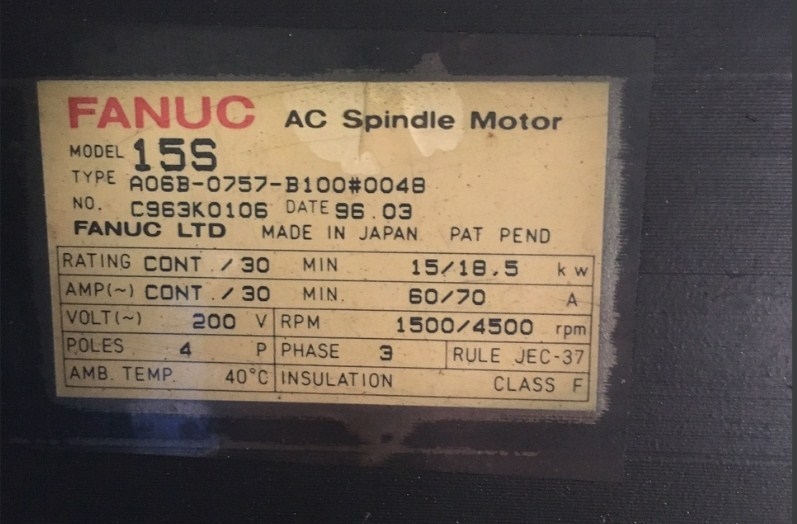 FANUC AC Spindle Motor
MODEL 15S
TYPE A06B-0757-B100#0048
NO. C963K0106 DATE 96.03
FANUC LTD MADE IN JAPAN PAT PEND
RATING CONT./30 MIN 15/18.5 kw
AMP(~) CONT./30 MIN. 60/70 A
VOLT(~) 200 V RPM 1500/4500 rpm
POLES 4 P PHASE 3 RULE JEC-37
AMB. TEMP. 40°C INSULATION CLASS F